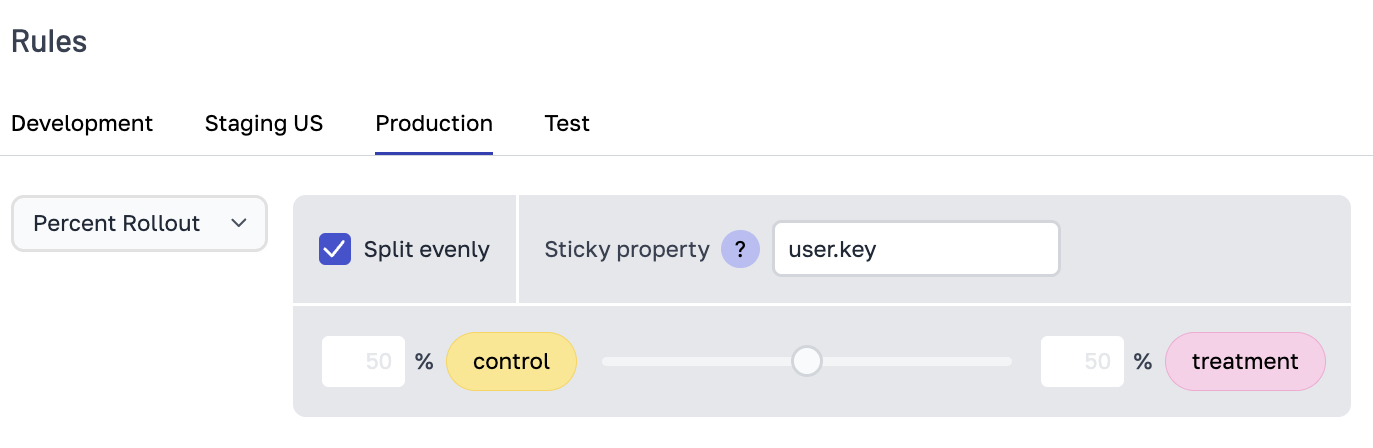 Rules
Development Staging US Production Test
Percent Rollout
Split evenly Sticky property ? user.key
50 % control 50 % treatment